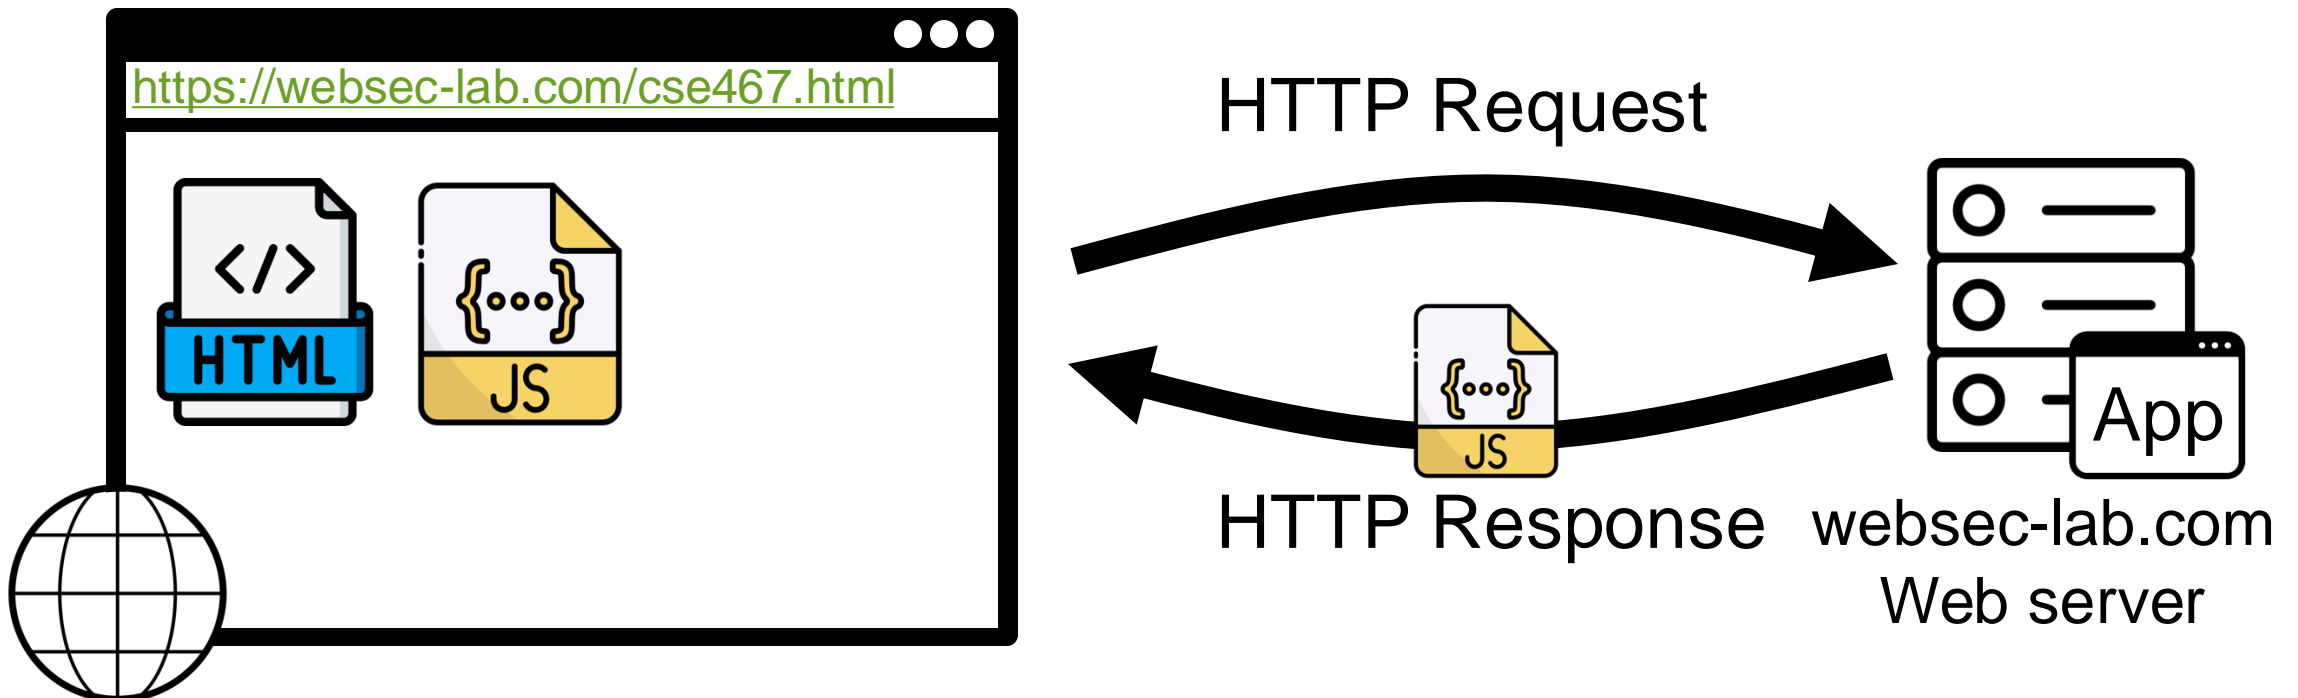 https://websec-lab.com/cse467.html
</>
HTML
{...}
JS
HTTP Request
{...}
JS
HTTP Response
App
websec-lab.com
Web server